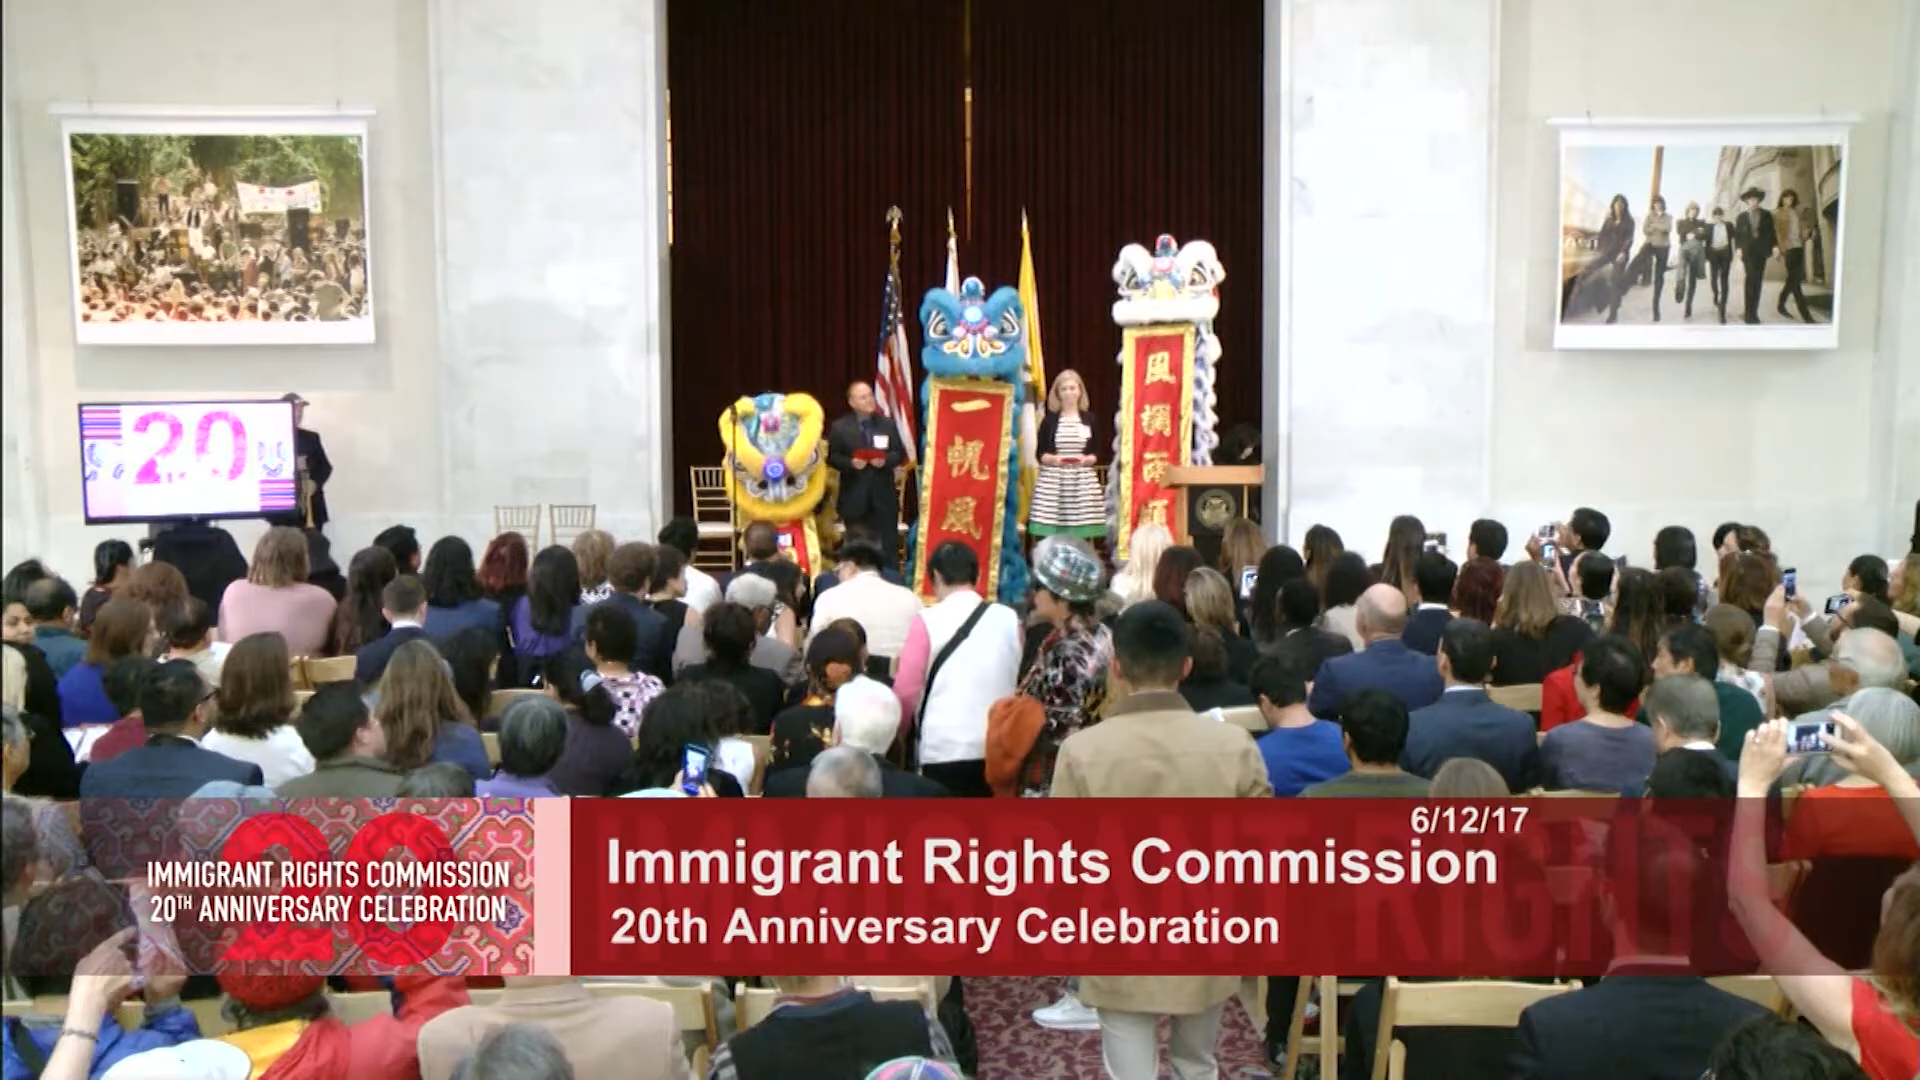 20
一
帆
風
風
調
雨
順
6/12/17
IMMIGRANT RIGHTS COMMISSION
20TH ANNIVERSARY CELEBRATION
Immigrant Rights Commission
20th Anniversary Celebration